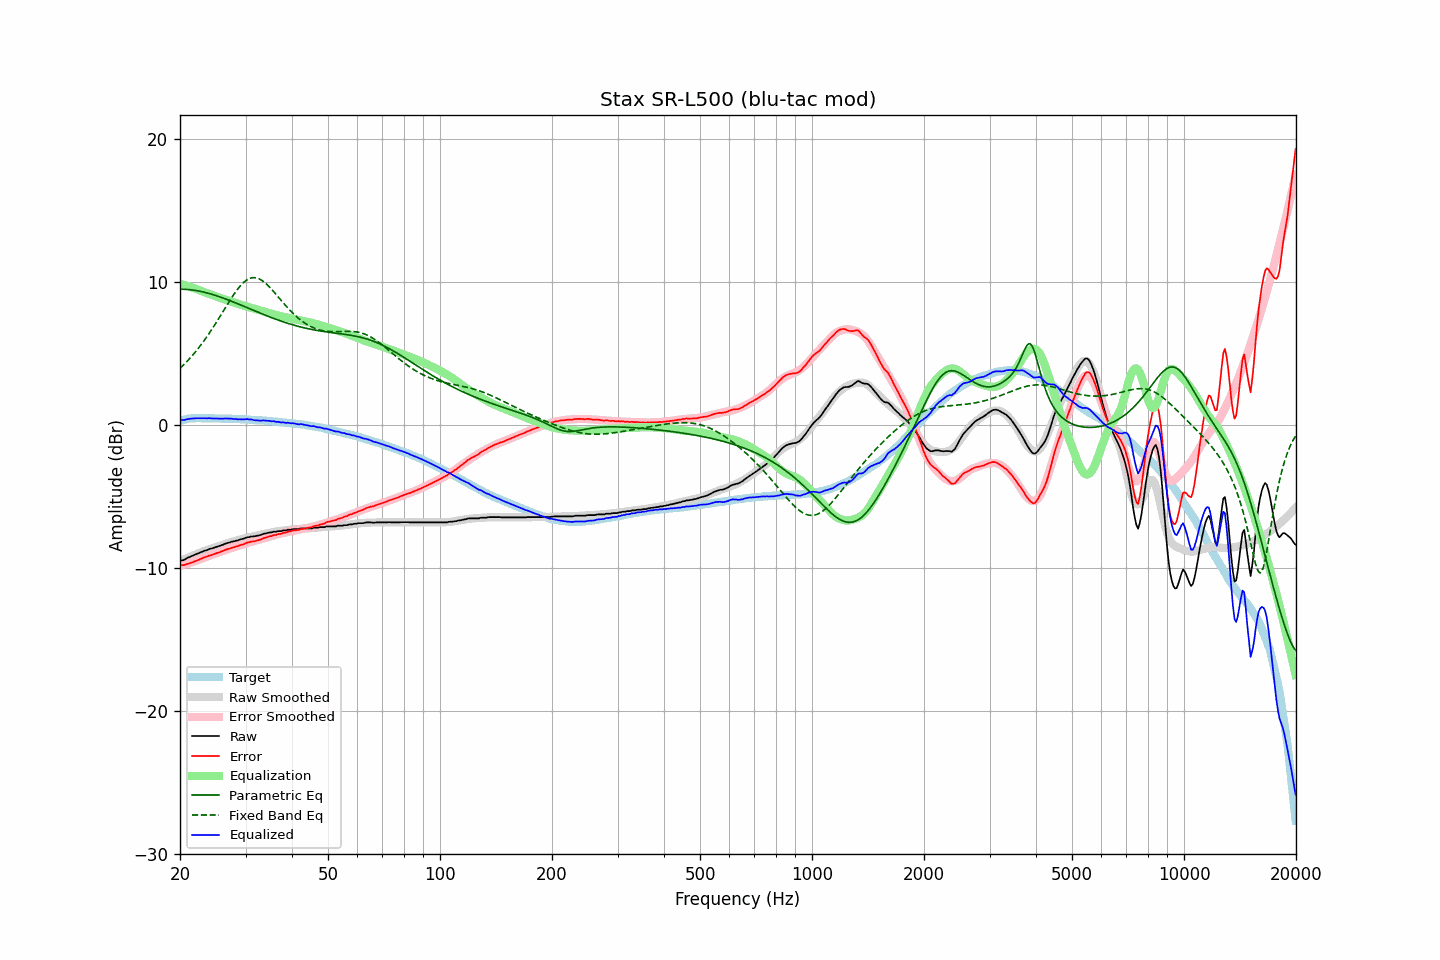 Stax SR-L500 (blu-tac mod)
Amplitude (dBr)
20
10
0
−10
−20
−30
Target
Raw Smoothed
Error Smoothed
Raw
Error
Equalization
Parametric Eq
Fixed Band Eq
Equalized
20 50 100 200 500 1000 2000 5000 10000 20000
Frequency (Hz)